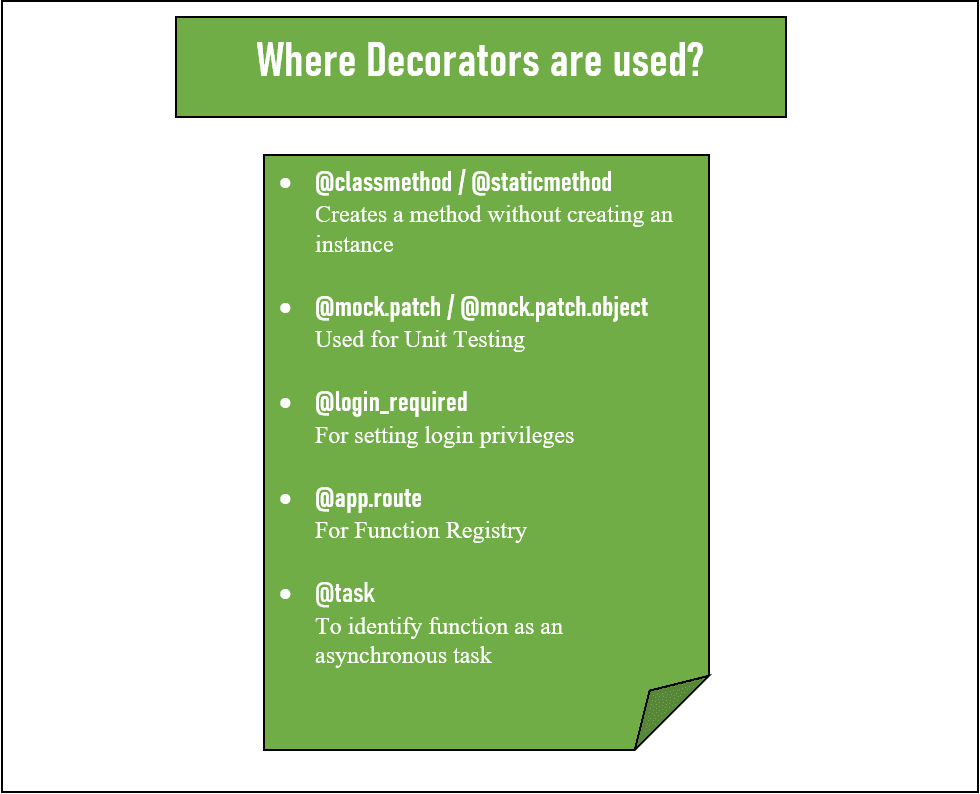 Where Decorators are used?
• @classmethod / @staticmethod
Creates a method without creating an
instance
• @mock.patch / @mock.patch.object
Used for Unit Testing
• @login_required
For setting login privileges
• @app.route
For Function Registry
• @task
To identify function as an
asynchronous task